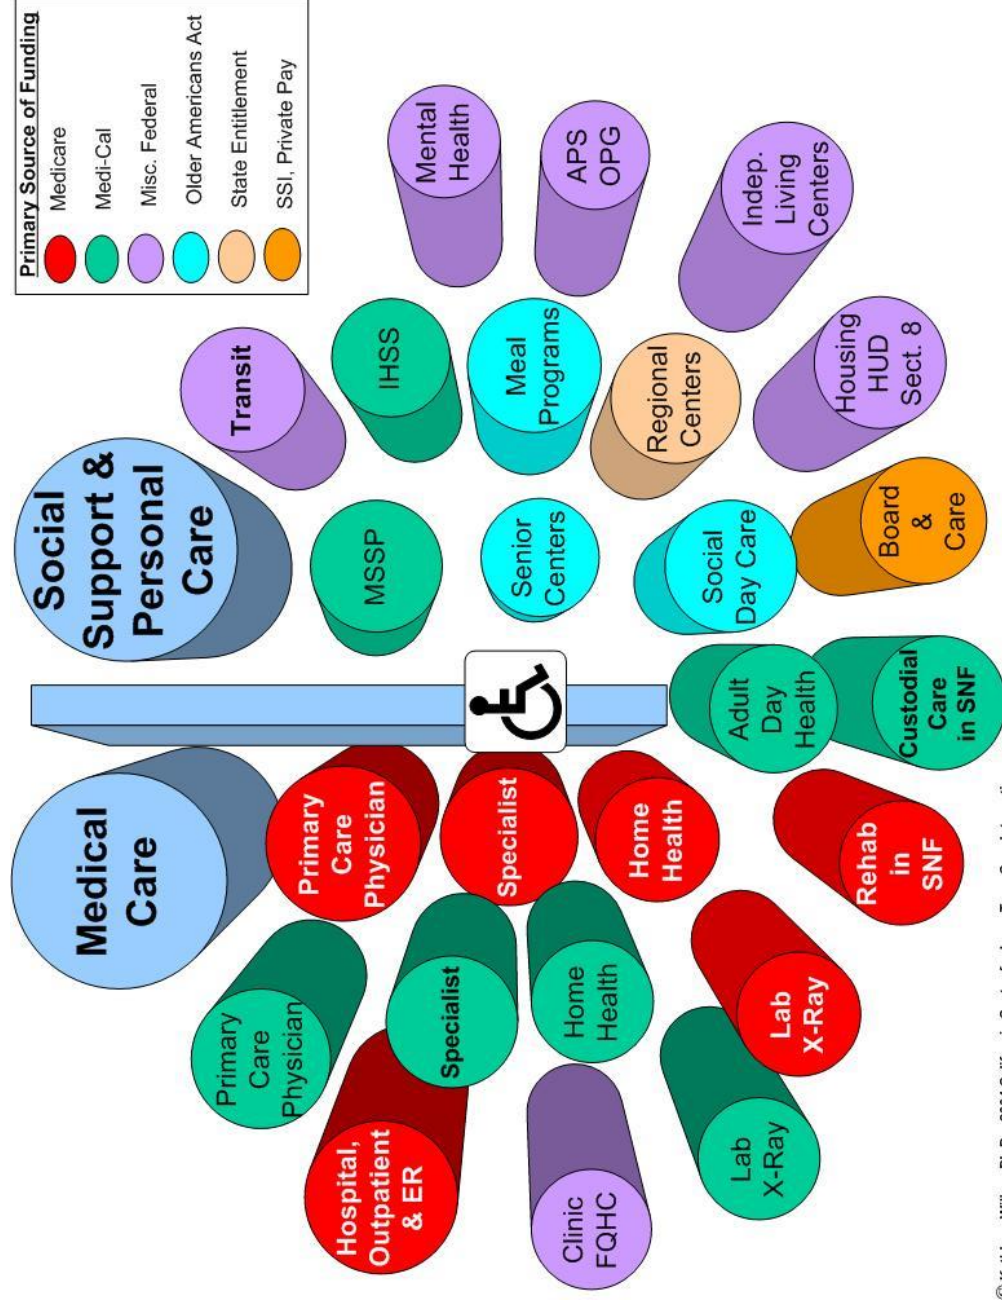 Primary Source of Funding
Medicare
Medi-Cal
Misc. Federal
Older Americans Act
State Entitlement
SSI, Private Pay
Medical
Care
Social
Support &
Personal
Care
Primary
Care
Physician
Primary
Care
Physician
MSSP
Transit
Hospital,
Outpatient
& ER
Specialist
Specialist
IHSS
Mental
Health
Clinic
FQHC
Home
Health
Home
Health
Senior
Centers
Meal
Programs
APS
OPG
Lab
X-Ray
Lab
X-Ray
Rehab
in
SNF
Adult
Day
Health
Custodial
Care
in SNF
Social
Day Care
Board
&
Care
Regional
Centers
Housing
HUD
Sect. 8
Indep.
Living
Centers